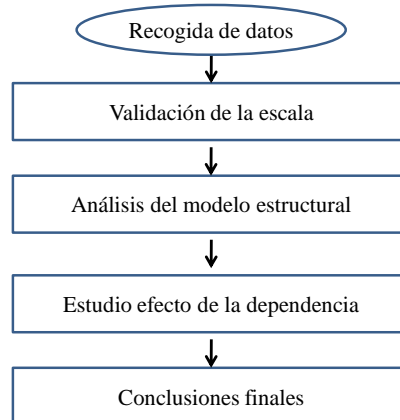 Recogida de datos
Validación de la escala
Análisis del modelo estructural
Estudio efecto de la dependencia
Conclusiones finales